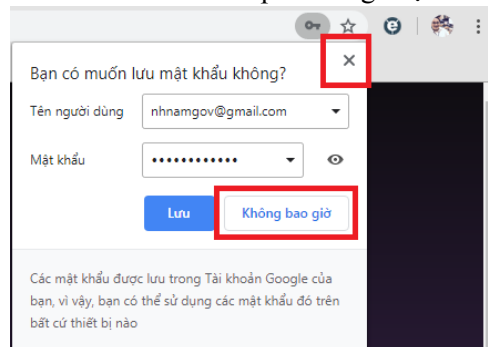 Bạn có muốn lưu mật khẩu không?
Tên người dùng nhnamgov@gmail.com
Mật khẩu ••••••••••••
Lưu Không bao giờ
Các mật khẩu được lưu trong Tài khoản Google của
bạn, vì vậy, bạn có thể sử dụng các mật khẩu đó trên
bất cứ thiết bị nào